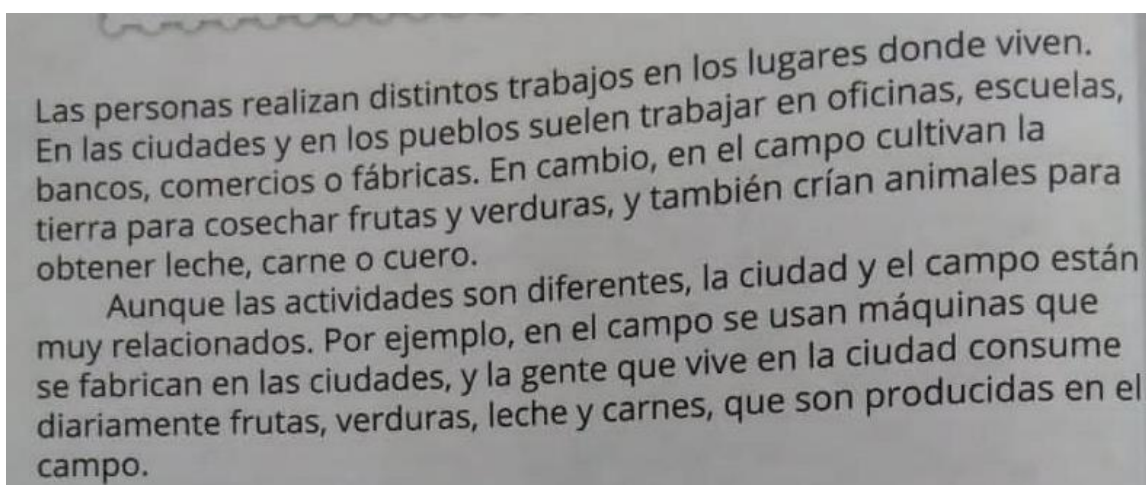 Las personas realizan distintos trabajos en los lugares donde viven.
En las ciudades y en los pueblos suelen trabajar en oficinas, escuelas,
bancos, comercios o fábricas. En cambio, en el campo cultivan la
tierra para cosechar frutas y verduras, y también crían animales para
obtener leche, carne o cuero.
Aunque las actividades son diferentes, la ciudad y el campo están
muy relacionados. Por ejemplo, en el campo se usan máquinas que
se fabrican en las ciudades, y la gente que vive en la ciudad consume
diariamente frutas, verduras, leche y carnes, que son producidas en el
campo.